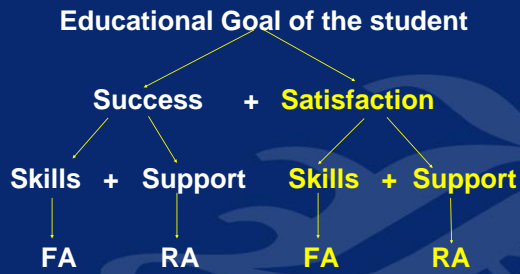 Educational Goal of the student
Success + Satisfaction
Skills + Support Skills + Support
FA RA FA RA